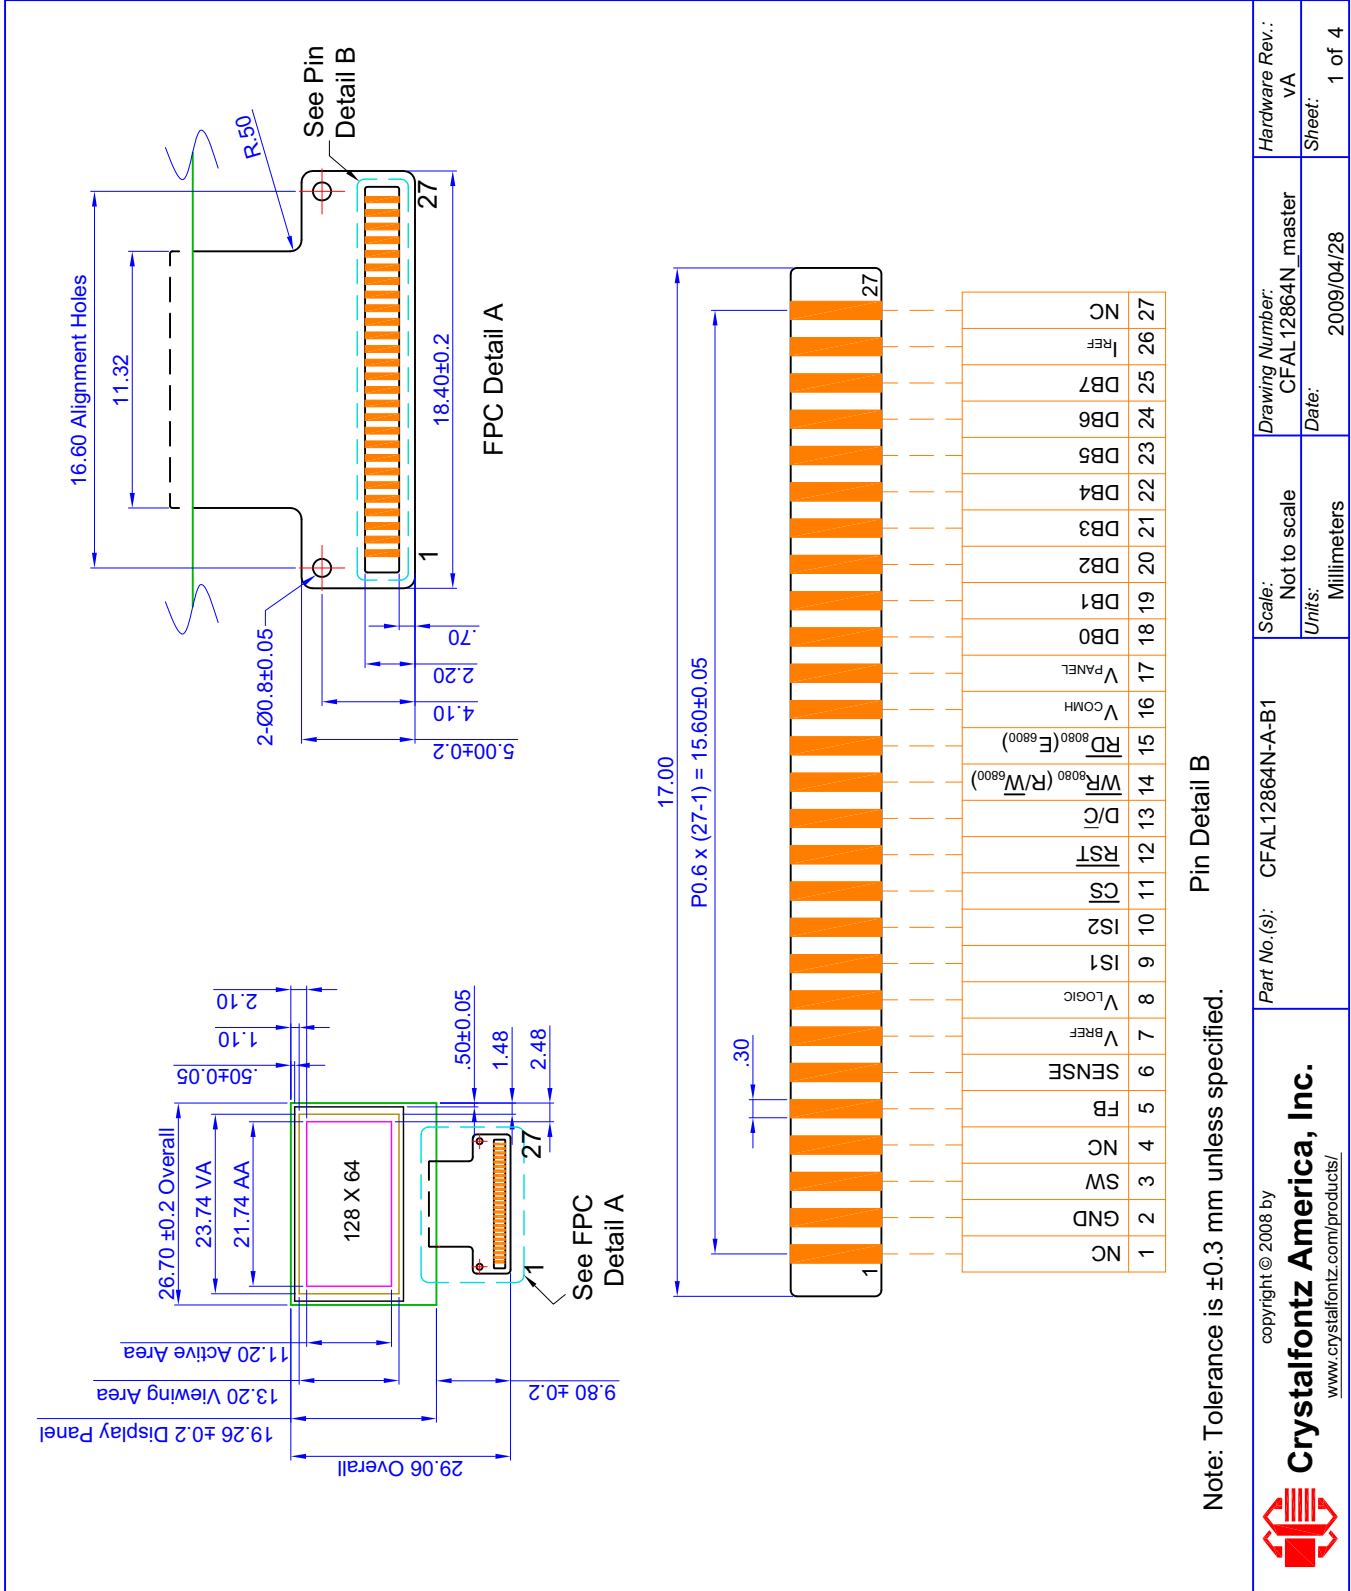 29.06 Overall
19.26 ±0.2 Display Panel
13.20 Viewing Area
11.20 Active Area
9.80 ±0.2
26.70 ±0.2 Overall
23.74 VA
21.74 AA
128 X 64
.50±0.05
1.10
2.10
.50±0.05
1.48
2.48
1
27
See FPC
Detail A
16.60 Alignment Holes
11.32
R.50
See Pin
Detail B
2-Ø0.8±0.05
5.00±0.2
4.10
2.20
.70
1
27
18.40±0.2
FPC Detail A
17.00
P0.6 x (27-1) = 15.60±0.05
.30
1
27
NC 1
GND 2
SW 3
NC 4
FB 5
SENSE 6
VBREF 7
VLOGIC 8
IS1 9
IS2 10
CS 11
RST 12
D/C 13
WR8080 (R/W6800) 14
RD8080(E6800) 15
VCOMH 16
VPANEL 17
DB0 18
DB1 19
DB2 20
DB3 21
DB4 22
DB5 23
DB6 24
DB7 25
IREF 26
NC 27
Pin Detail B
Note: Tolerance is ±0.3 mm unless specified.
copyright © 2008 by
Crystalfontz America, Inc.
www.crystalfontz.com/products/
Part No.(s): CFAL12864N-A-B1
Scale:
Not to scale
Units:
Millimeters
Drawing Number:
CFAL12864N_master
Date:
2009/04/28
Hardware Rev.:
vA
Sheet:
1 of 4